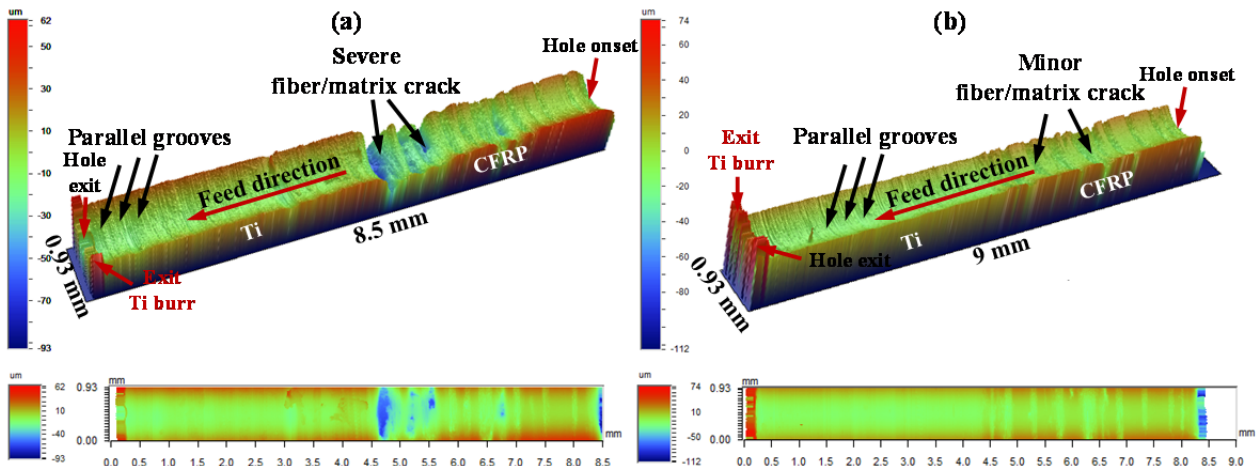 um
62
50
30
10
-10
-30
-50
-70
-93
(a)
Severe
fiber/matrix crack
Hole onset
Parallel grooves
Hole
exit
Feed direction
CFRP
Ti
8.5 mm
0.93 mm
Exit
Ti burr
um
74
60
40
20
0
-20
-40
-60
-80
-112
(b)
Minor
fiber/matrix crack
Hole onset
Exit
Ti burr
Parallel grooves
Feed direction
CFRP
Ti
Hole exit
9 mm
0.93 mm
um
62
10
-40
-93
mm
0.93
0.00
mm
0.0 0.5 1.0 1.5 2.0 2.5 3.0 3.5 4.0 4.5 5.0 5.5 6.0 6.5 7.0 7.5 8.0 8.5
um
74
10
-50
-112
mm
0.93
0.00
mm
0.0 0.5 1.0 1.5 2.0 2.5 3.0 3.5 4.0 4.5 5.0 5.5 6.0 6.5 7.0 7.5 8.0 8.5 9.0